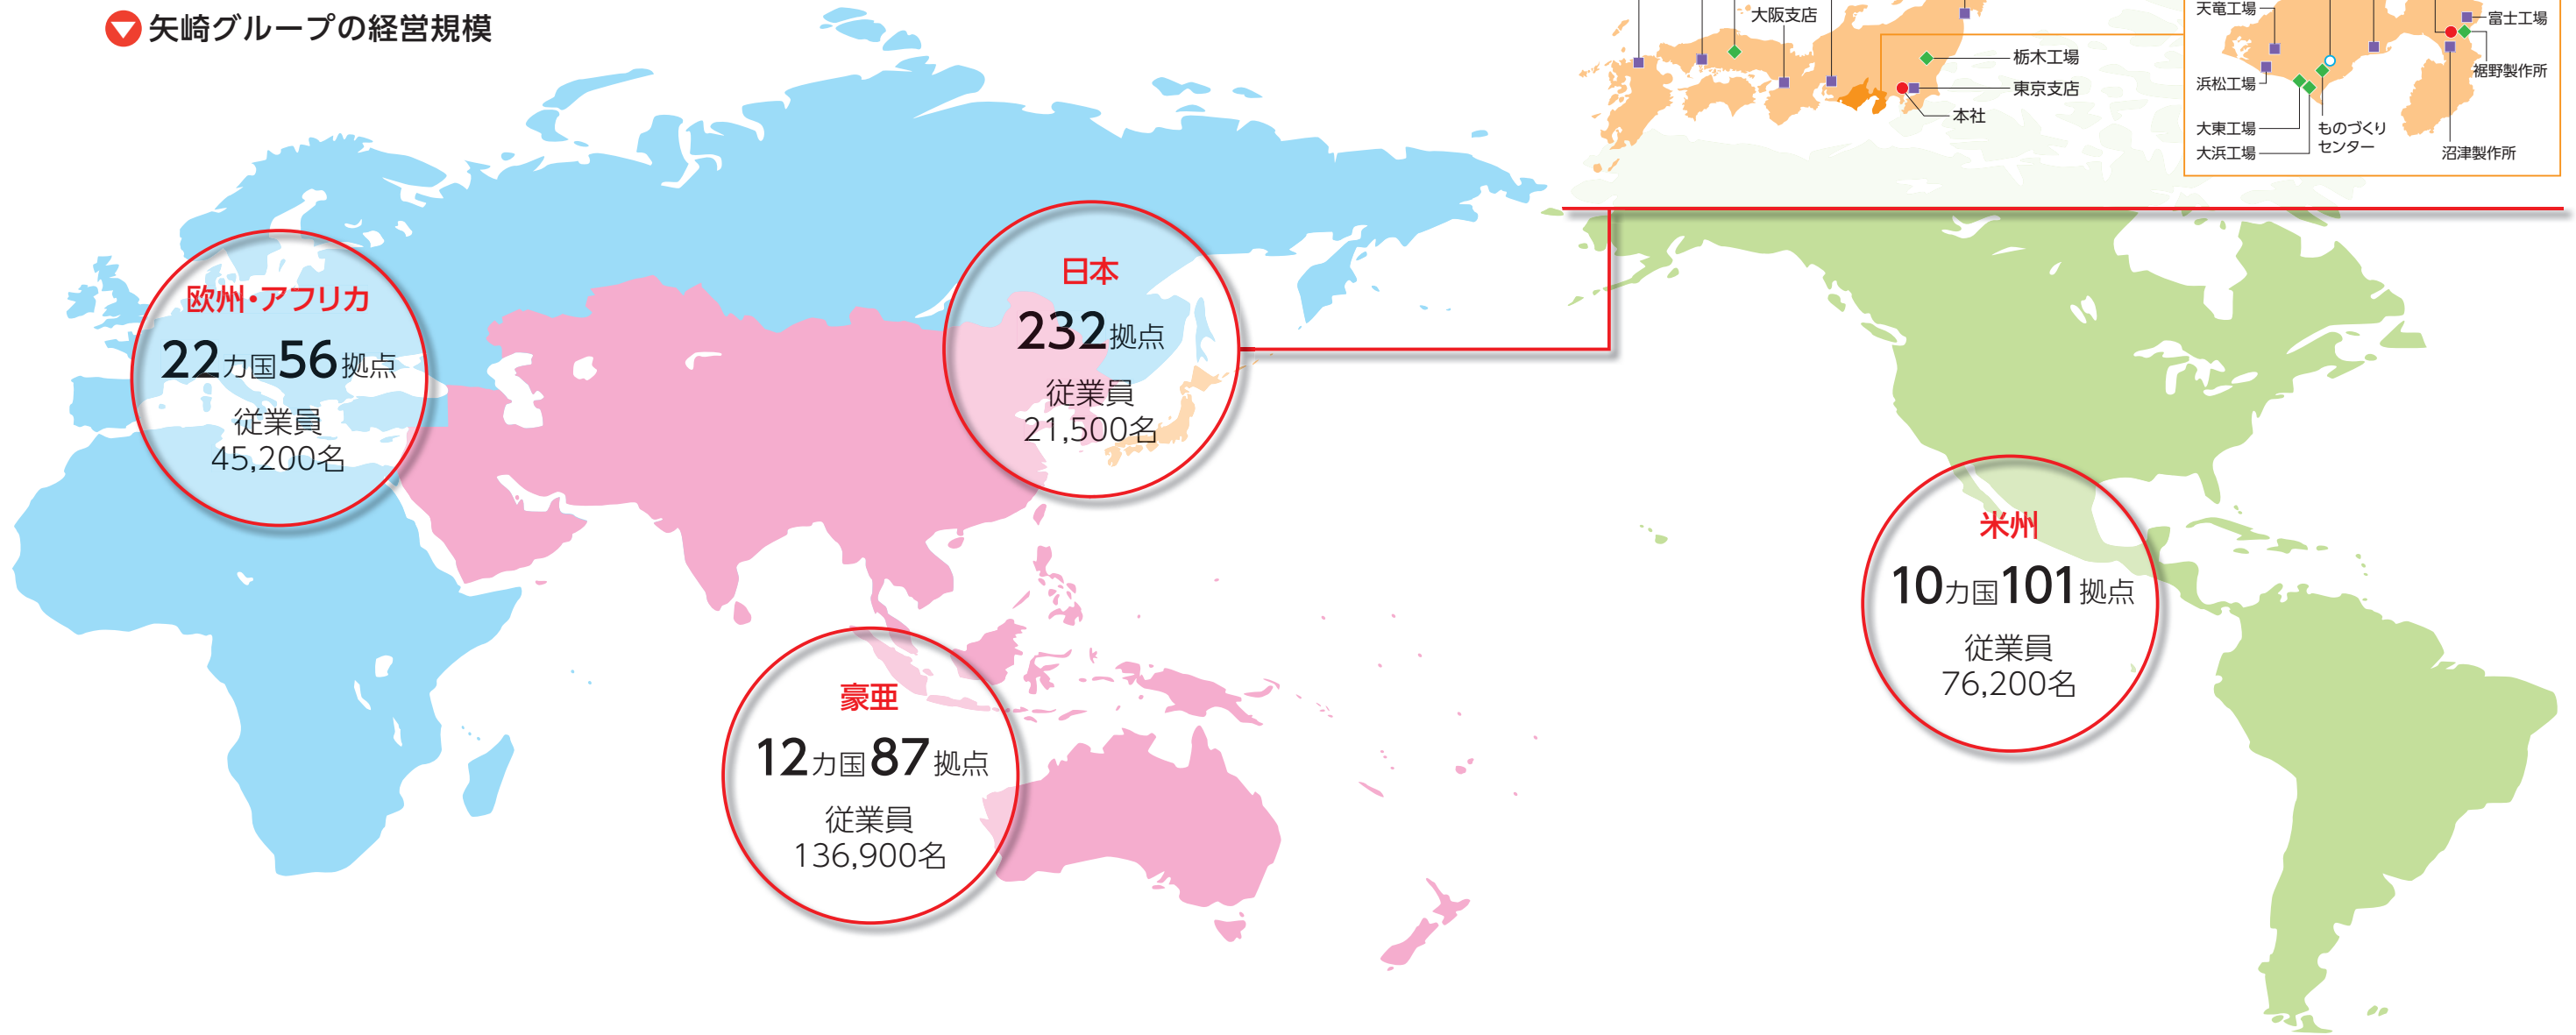 矢崎グループの経営規模
大阪支店
栃木工場
東京支店
本社
天竜工場
富士工場
裾野製作所
浜松工場
大東工場
大浜工場
ものづくり
センター
沼津製作所
欧州・アフリカ
22カ国56拠点
従業員
45,200名
日本
232拠点
従業員
21,500名
米州
10カ国101拠点
従業員
76,200名
豪亜
12カ国87拠点
従業員
136,900名